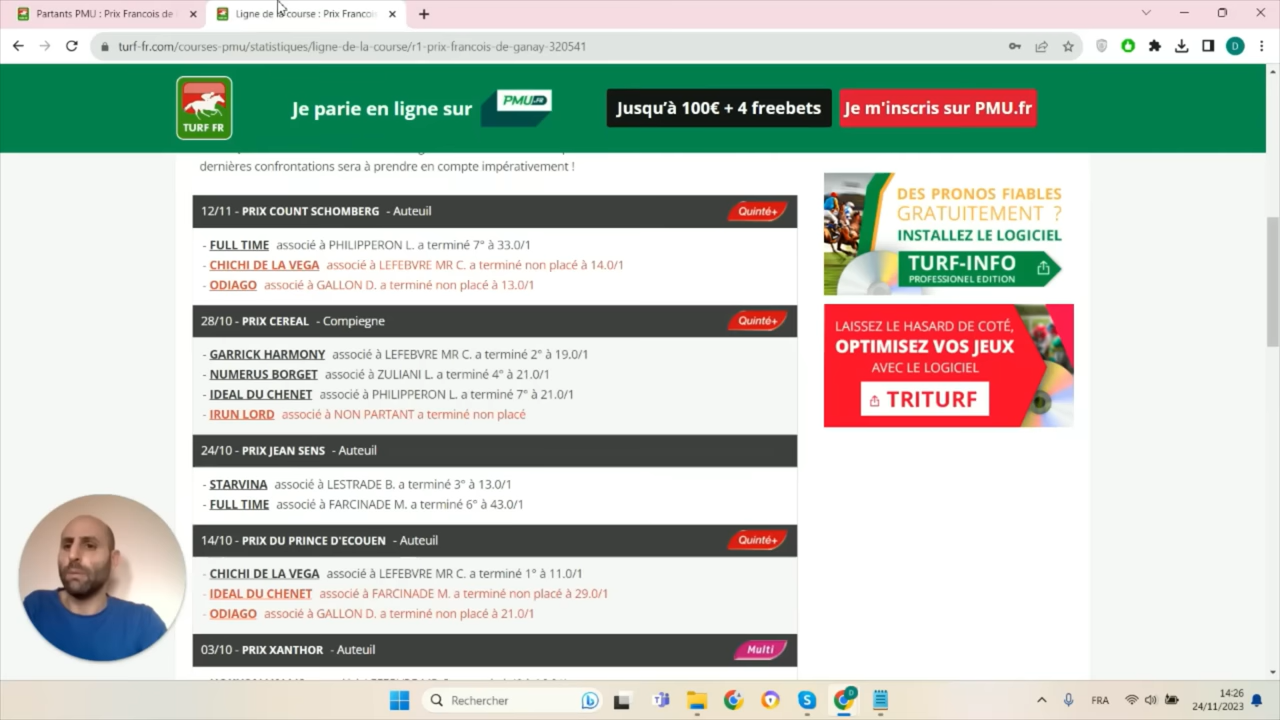 Partants PMU : Prix Francois de
Ligne de la course : Prix Francoi
turf-fr.com/courses-pmu/statistiques/ligne-de-la-course/r1-prix-francois-de-ganay-320541
D
TURF FR
Je parie en ligne sur
PMU.fr
Jusqu'à 100€ + 4 freebets
Je m'inscris sur PMU.fr
dernières confrontations sera à prendre en compte impérativement !
12/11 - PRIX COUNT SCHOMBERG - Auteuil
Quinté+
- FULL TIME associé à PHILIPPERON L. a terminé 7° à 33.0/1
- CHICHI DE LA VEGA associé à LEFEBVRE MR C. a terminé non placé à 14.0/1
- ODIAGO associé à GALLON D. a terminé non placé à 13.0/1
28/10 - PRIX CEREAL - Compiegne
Quinté+
- GARRICK HARMONY associé à LEFEBVRE MR C. a terminé 2° à 19.0/1
- NUMERUS BORGET associé à ZULIANI L. a terminé 4° à 21.0/1
- IDEAL DU CHENET associé à PHILIPPERON L. a terminé 7° à 21.0/1
- IRUN LORD associé à NON PARTANT a terminé non placé
24/10 - PRIX JEAN SENS - Auteuil
- STARVINA associé à LESTRADE B. a terminé 3° à 13.0/1
- FULL TIME associé à FARCINADE M. a terminé 6° à 43.0/1
14/10 - PRIX DU PRINCE D'ECOUEN - Auteuil
Quinté+
- CHICHI DE LA VEGA associé à LEFEBVRE MR C. a terminé 1° à 11.0/1
- IDEAL DU CHENET associé à FARCINADE M. a terminé non placé à 29.0/1
- ODIAGO associé à GALLON D. a terminé non placé à 21.0/1
03/10 - PRIX XANTHOR - Auteuil
Multi
DES PRONOS FIABLES
GRATUITEMENT ?
INSTALLEZ LE LOGICIEL
TURF-INFO
PROFESSIONEL EDITION
LAISSEZ LE HASARD DE COTÉ,
OPTIMISEZ VOS JEUX
AVEC LE LOGICIEL
TRITURF
Rechercher
FRA
14:26
24/11/2023